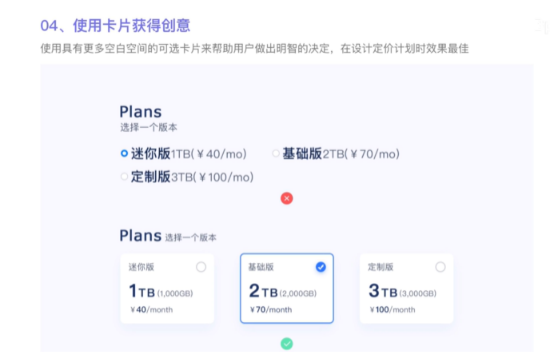 04、使用卡片获得创意
使用具有更多空白空间的可选卡片来帮助用户做出明智的决定，在设计定价计划时效果最佳
Plans
选择一个版本
迷你版1TB(￥40/mo) 基础版2TB(￥70/mo)
定制版3TB(￥100/mo)
Plans 选择一个版本
迷你版 基础版 定制版
1TB(1,000GB) 2TB(2,000GB) 3TB(3,000GB)
￥40/month ￥70/month ￥100/month